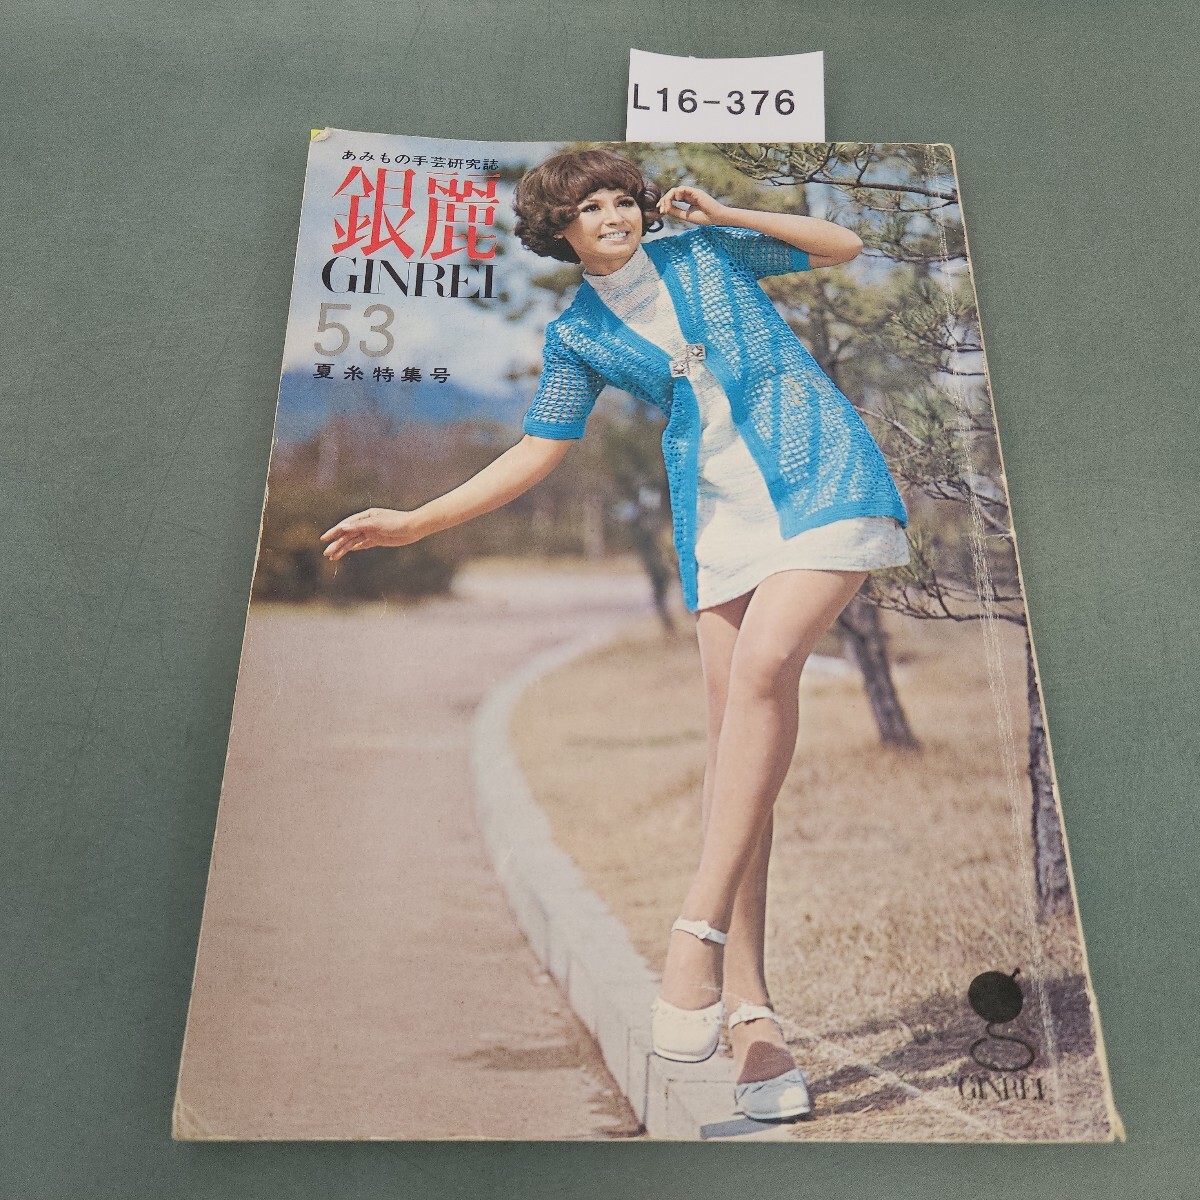 L16-376
あみもの手芸研究誌
銀麗
GINREI
53
夏糸特集号
GINREI